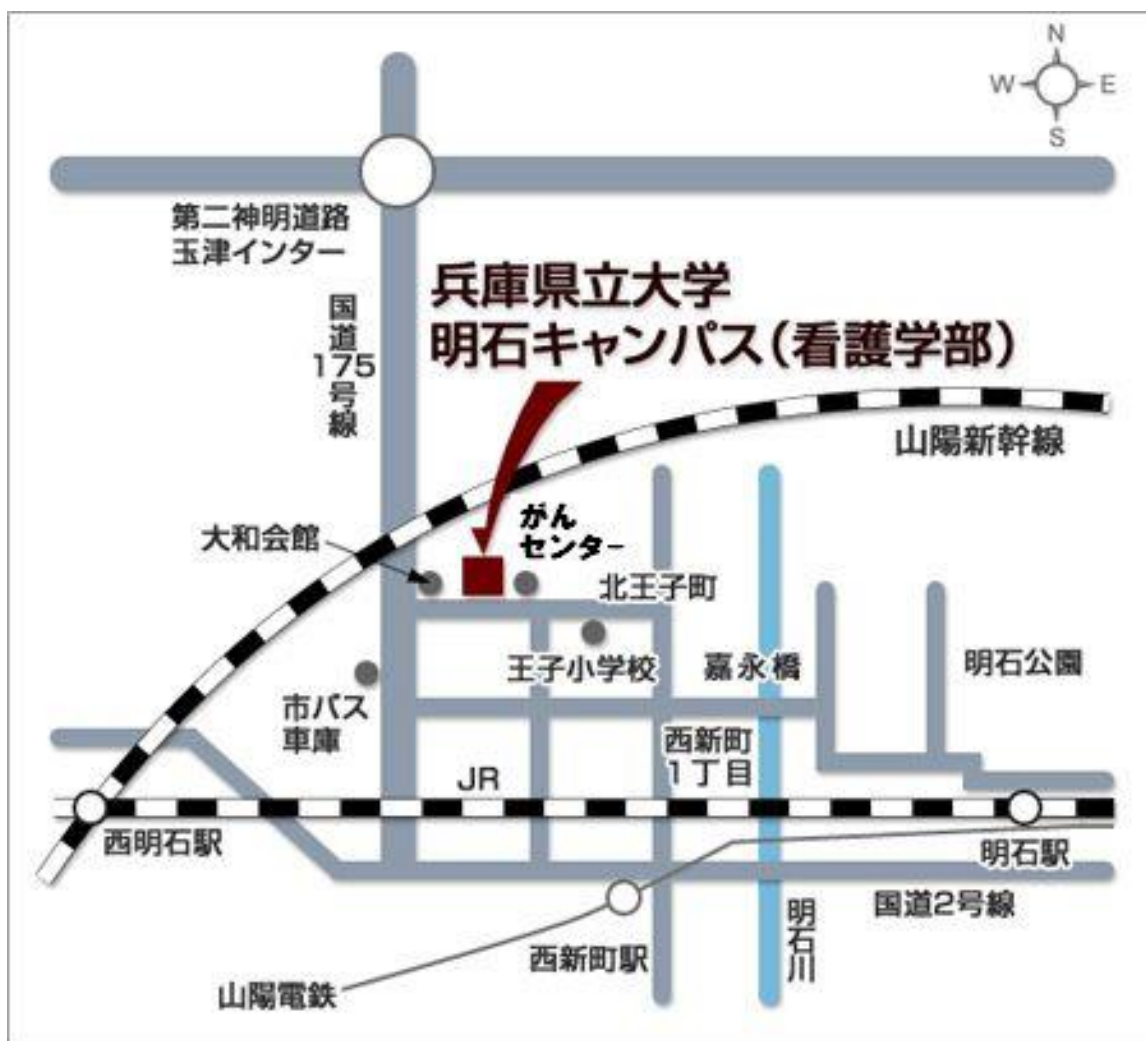 N
W
E
S
第二神明道路
玉津インター
国道175号線
兵庫県立大学
明石キャンパス(看護学部)
山陽新幹線
大和会館
がん
センター
北王子町
王子小学校
嘉永橋
明石公園
市バス
車庫
西新町
1丁目
JR
西明石駅
明石駅
国道2号線
西新町駅
明石川
山陽電鉄